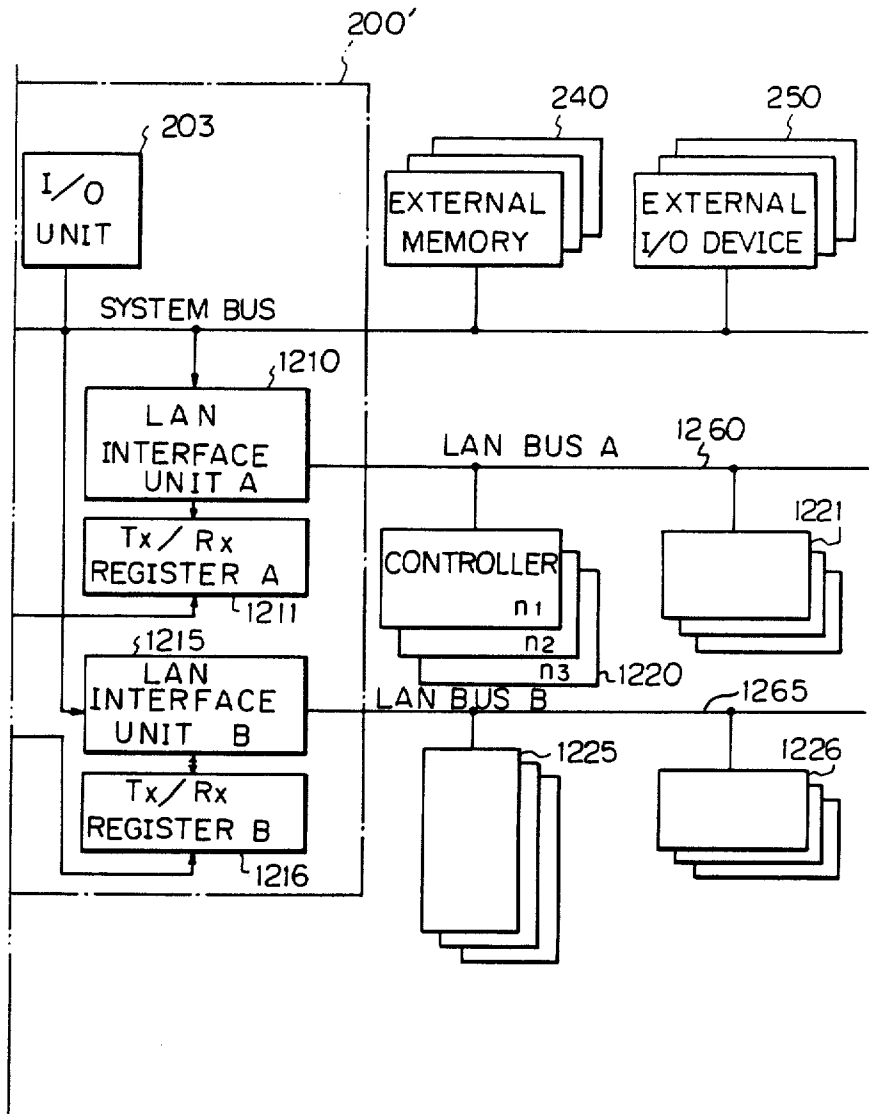 200'
203
I/O
UNIT
240
EXTERNAL
MEMORY
250
EXTERNAL
I/O DEVICE
SYSTEM BUS
1210
LAN
INTERFACE
UNIT A
LAN BUS A
1260
Tx/Rx
REGISTER A
1211
CONTROLLER
n1
n2
n3
1220
1221
1215
LAN
INTERFACE
UNIT B
LAN BUS B
1265
Tx/Rx
REGISTER B
1216
1225
1226